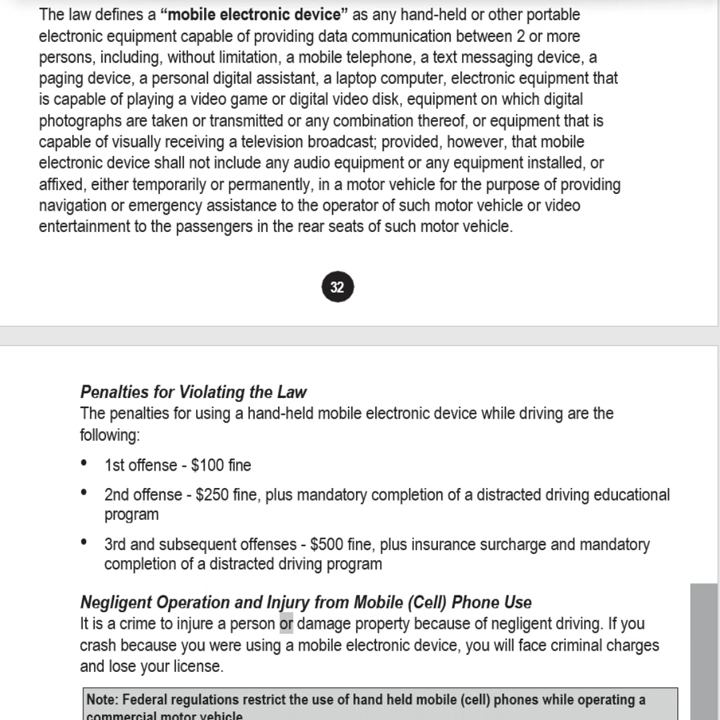 The law defines a “mobile electronic device” as any hand-held or other portable
electronic equipment capable of providing data communication between 2 or more
persons, including, without limitation, a mobile telephone, a text messaging device, a
paging device, a personal digital assistant, a laptop computer, electronic equipment that
is capable of playing a video game or digital video disk, equipment on which digital
photographs are taken or transmitted or any combination thereof, or equipment that is
capable of visually receiving a television broadcast; provided, however, that mobile
electronic device shall not include any audio equipment or any equipment installed, or
affixed, either temporarily or permanently, in a motor vehicle for the purpose of providing
navigation or emergency assistance to the operator of such motor vehicle or video
entertainment to the passengers in the rear seats of such motor vehicle.
32
Penalties for Violating the Law
The penalties for using a hand-held mobile electronic device while driving are the
following:
• 1st offense - $100 fine
• 2nd offense - $250 fine, plus mandatory completion of a distracted driving educational
program
• 3rd and subsequent offenses - $500 fine, plus insurance surcharge and mandatory
completion of a distracted driving program
Negligent Operation and Injury from Mobile (Cell) Phone Use
It is a crime to injure a person or damage property because of negligent driving. If you
crash because you were using a mobile electronic device, you will face criminal charges
and lose your license.
Note: Federal regulations restrict the use of hand held mobile (cell) phones while operating a
commercial motor vehicle